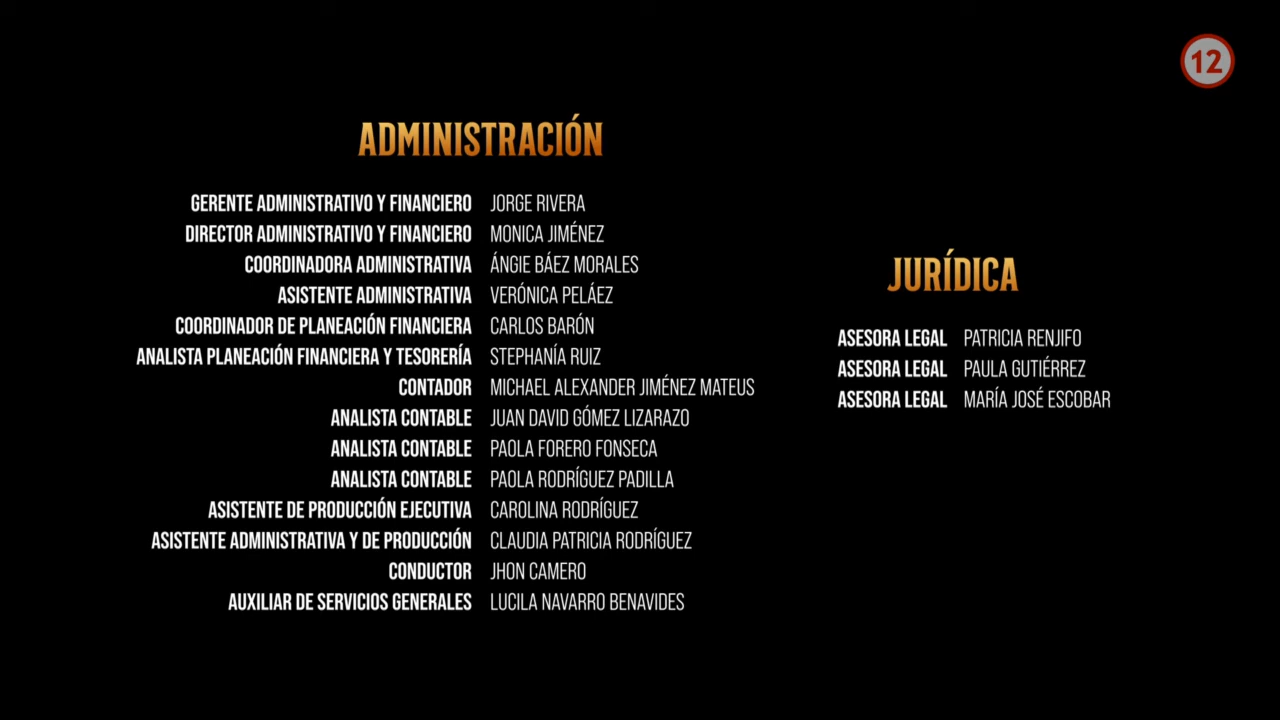 12
ADMINISTRACIÓN
GERENTE ADMINISTRATIVO Y FINANCIERO JORGE RIVERA
DIRECTOR ADMINISTRATIVO Y FINANCIERO MONICA JIMÉNEZ
COORDINADORA ADMINISTRATIVA ÁNGIE BÁEZ MORALES
ASISTENTE ADMINISTRATIVA VERÓNICA PELÁEZ
COORDINADOR DE PLANEACIÓN FINANCIERA CARLOS BARÓN
ANALISTA PLANEACIÓN FINANCIERA Y TESORERÍA STEPHANÍA RUIZ
CONTADOR MICHAEL ALEXANDER JIMÉNEZ MATEUS
ANALISTA CONTABLE JUAN DAVID GÓMEZ LIZARAZO
ANALISTA CONTABLE PAOLA FORERO FONSECA
ANALISTA CONTABLE PAOLA RODRÍGUEZ PADILLA
ASISTENTE DE PRODUCCIÓN EJECUTIVA CAROLINA RODRÍGUEZ
ASISTENTE ADMINISTRATIVA Y DE PRODUCCIÓN CLAUDIA PATRICIA RODRÍGUEZ
CONDUCTOR JHON CAMERO
AUXILIAR DE SERVICIOS GENERALES LUCILA NAVARRO BENAVIDES
JURÍDICA
ASESORA LEGAL PATRICIA RENJIFO
ASESORA LEGAL PAULA GUTIÉRREZ
ASESORA LEGAL MARÍA JOSÉ ESCOBAR